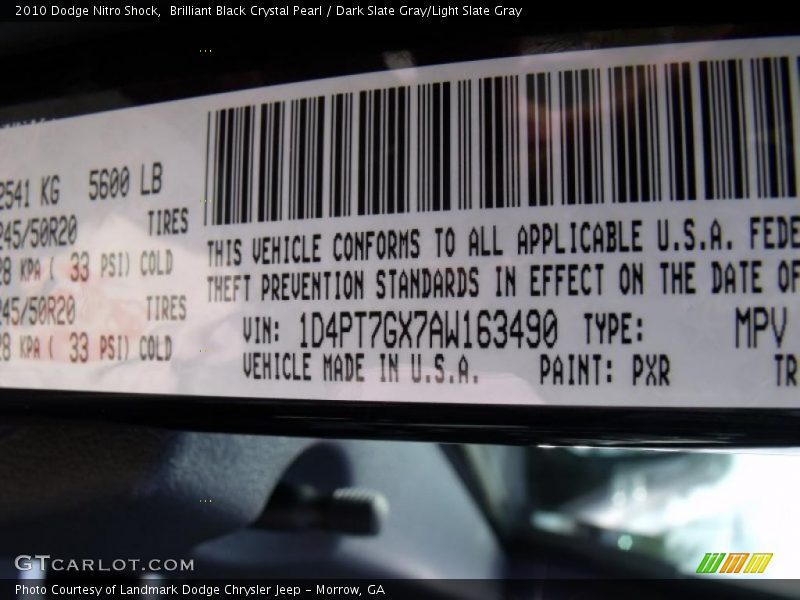 2010 Dodge Nitro Shock,  Brilliant Black Crystal Pearl / Dark Slate Gray/Light Slate Gray
2541 KG 5600 LB
245/50R20 TIRES
28 KPA ( 33 PSI) COLD
245/50R20 TIRES
28 KPA ( 33 PSI) COLD
THIS VEHICLE CONFORMS TO ALL APPLICABLE U.S.A. FEDE
THEFT PREVENTION STANDARDS IN EFFECT ON THE DATE OF
VIN: 1D4PT7GX7AW163490 TYPE: MPV
VEHICLE MADE IN U.S.A. PAINT: PXR TR
GTCARLOT.COM
Photo Courtesy of Landmark Dodge Chrysler Jeep - Morrow, GA